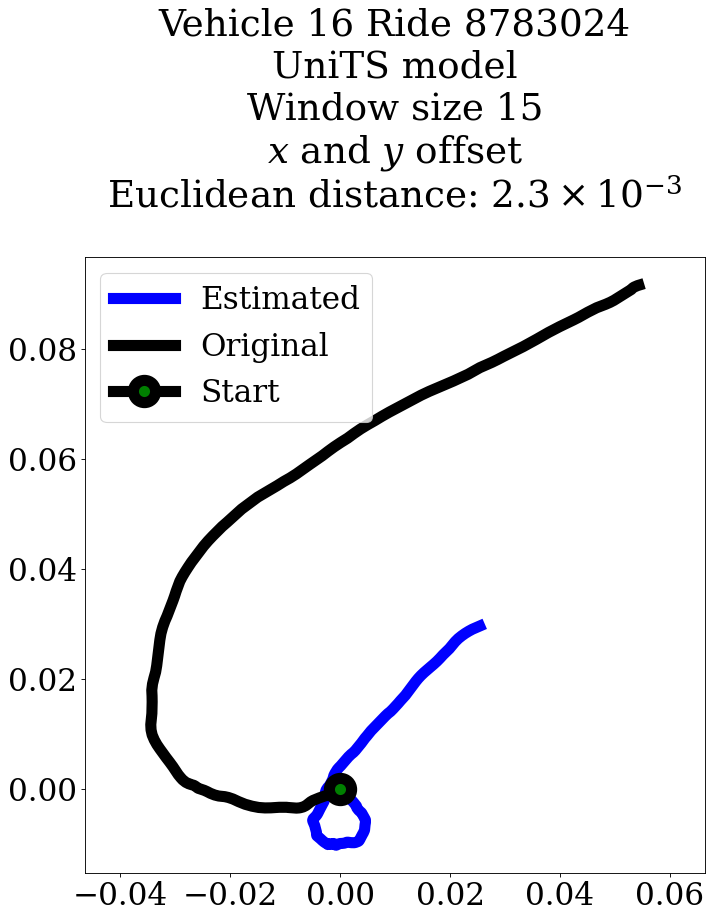 Vehicle 16 Ride 8783024
UniTS model
Window size 15
x and y offset
Euclidean distance: 2.3 × 10⁻³
Estimated
Original
Start
0.08
0.06
0.04
0.02
0.00
−0.04 −0.02 0.00 0.02 0.04 0.06